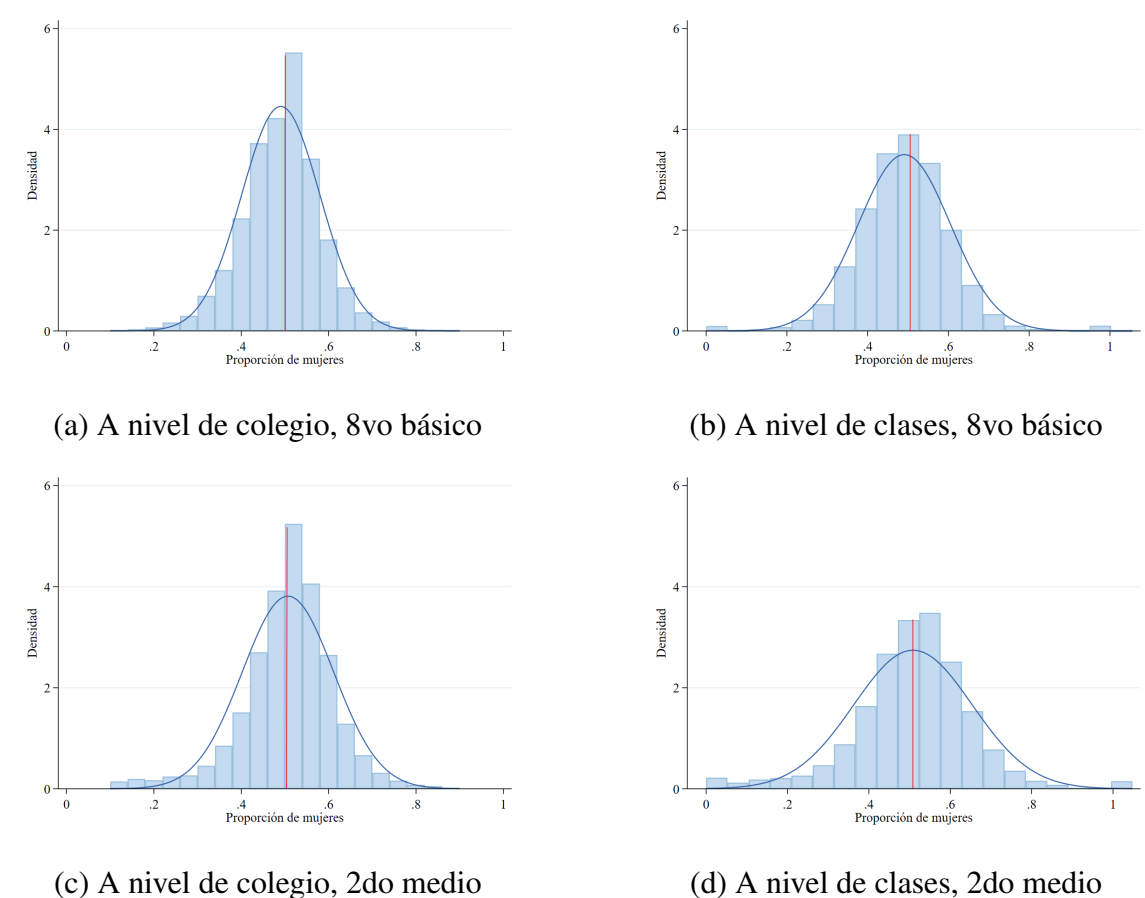 6
4
2
0
Densidad
0 .2 .4 .6 .8 1
Proporción de mujeres
(a) A nivel de colegio, 8vo básico
6
4
2
0
Densidad
0 .2 .4 .6 .8 1
Proporción de mujeres
(b) A nivel de clases, 8vo básico
6
4
2
0
Densidad
0 .2 .4 .6 .8 1
Proporción de mujeres
(c) A nivel de colegio, 2do medio
6
4
2
0
Densidad
0 .2 .4 .6 .8 1
Proporción de mujeres
(d) A nivel de clases, 2do medio